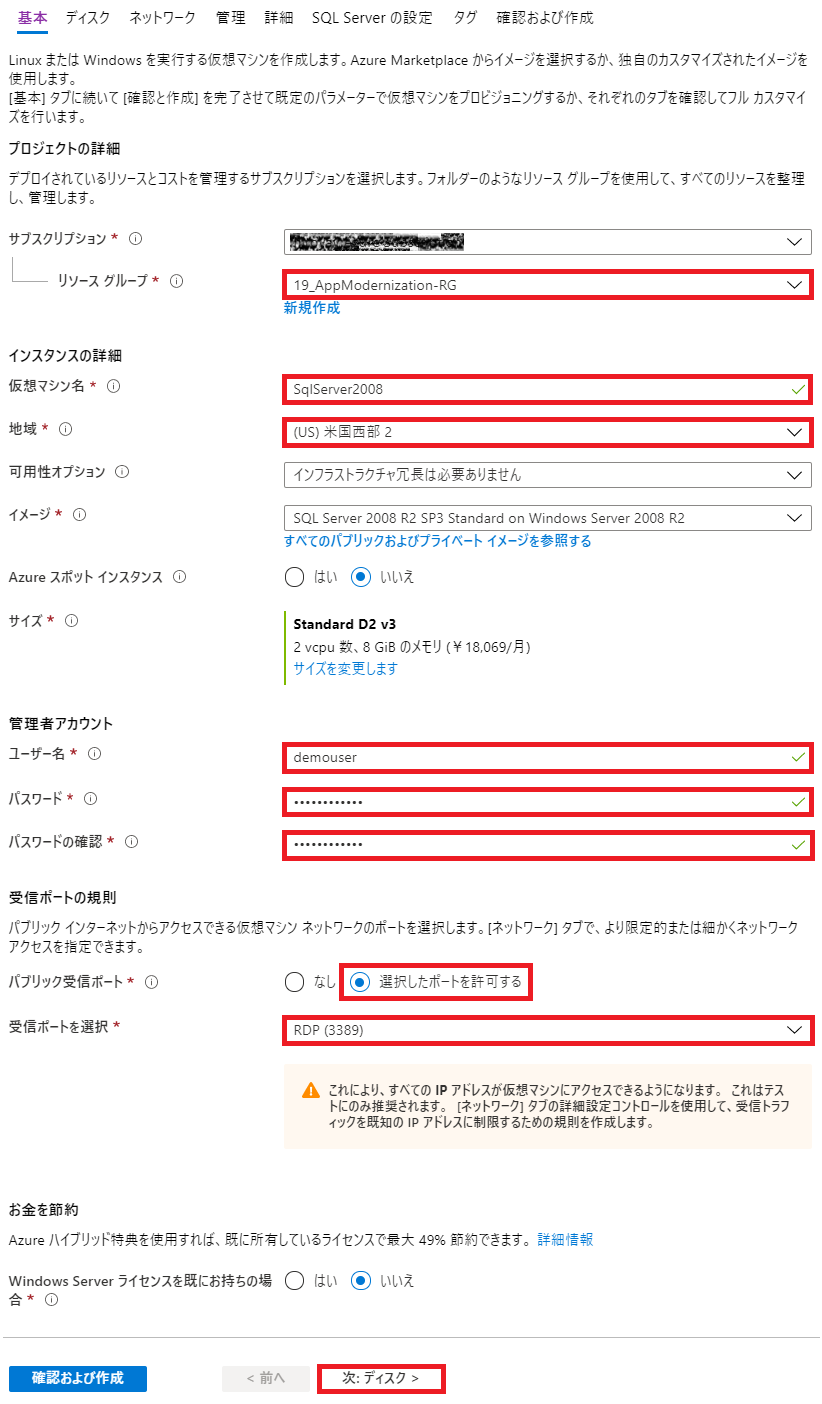 基本 ディスク ネットワーク 管理 詳細 SQL Server の設定 タグ 確認および作成
Linux または Windows を実行する仮想マシンを作成します。Azure Marketplace からイメージを選択するか、独自のカスタマイズされたイメージを
使用します。
[基本] タブに続いて [確認と作成] を完了させて既定のパラメーターで仮想マシンをプロビジョニングするか、それぞれのタブを確認してフル カスタマイ
ズを行います。
プロジェクトの詳細
デプロイされているリソースとコストを管理するサブスクリプションを選択します。フォルダーのようなリソース グループを使用して、すべてのリソースを整理
し、管理します。
サブスクリプション *
リソース グループ * 19_AppModernization-RG
新規作成
インスタンスの詳細
仮想マシン名 * SqlServer2008
地域 * (US) 米国西部 2
可用性オプション インフラストラクチャ冗長は必要ありません
イメージ * SQL Server 2008 R2 SP3 Standard on Windows Server 2008 R2
すべてのパブリックおよびプライベート イメージを参照する
Azure スポット インスタンス はい いいえ
サイズ * Standard D2 v3
2 vcpu 数、8 GiB のメモリ (￥18,069/月)
サイズを変更します
管理者アカウント
ユーザー名 * demouser
パスワード * ••••••••••••
パスワードの確認 * ••••••••••••
受信ポートの規則
パブリック インターネットからアクセスできる仮想マシン ネットワークのポートを選択します。[ネットワーク] タブで、より限定的または細かくネットワーク
アクセスを指定できます。
パブリック受信ポート * なし 選択したポートを許可する
受信ポートを選択 * RDP (3389)
これにより、すべての IP アドレスが仮想マシンにアクセスできるようになります。 これはテス
トにのみ推奨されます。 [ネットワーク] タブの詳細設定コントロールを使用して、受信トラフ
ィックを既知の IP アドレスに制限するための規則を作成します。
お金を節約
Azure ハイブリッド特典を使用すれば、既に所有しているライセンスで最大 49% 節約できます。 詳細情報
Windows Server ライセンスを既にお持ちの場 はい いいえ
合 *
確認および作成 < 前へ 次: ディスク >